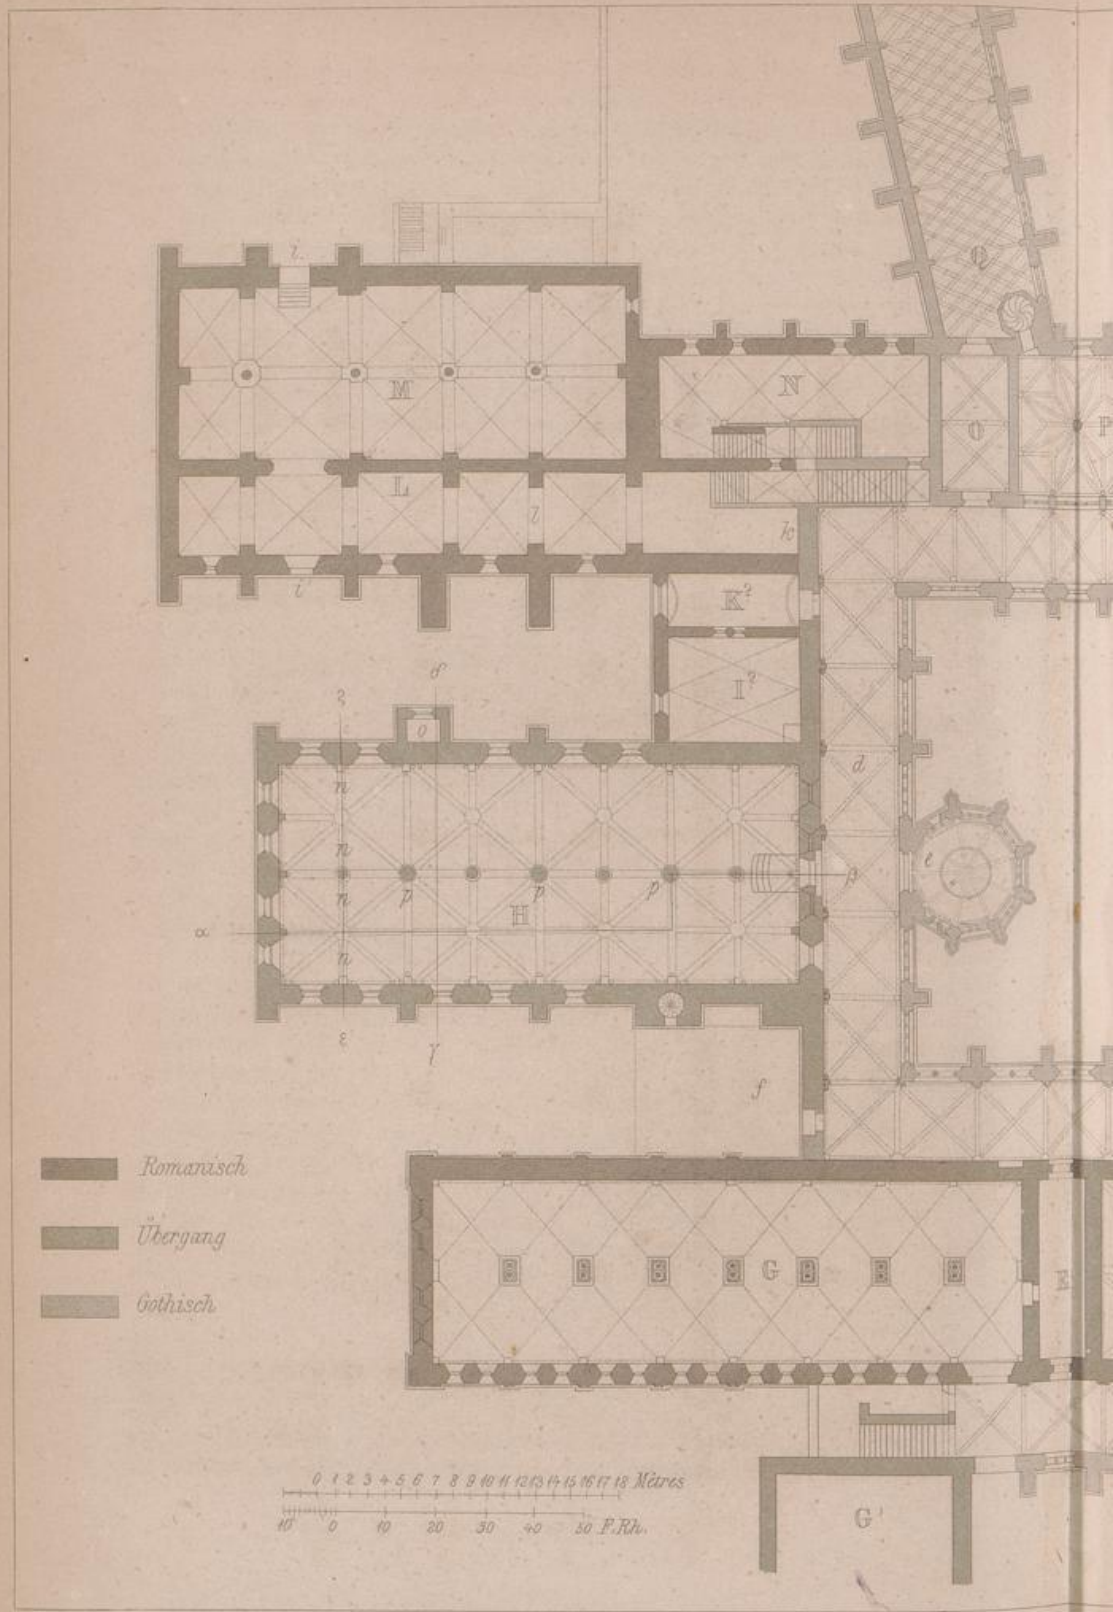 Q
i
M
N
O
P
L
l
k
i'
K?
I?
δ
ζ
o
n
d
n
e
p p p β
n
H
α
n
ε
γ
f
Romanisch
Übergang
G
E
Gothisch
0 1 2 3 4 5 6 7 8 9 10 11 12 13 14 15 16 17 18 Mètres
10 0 10 20 30 40 50 F. Rh.
G'